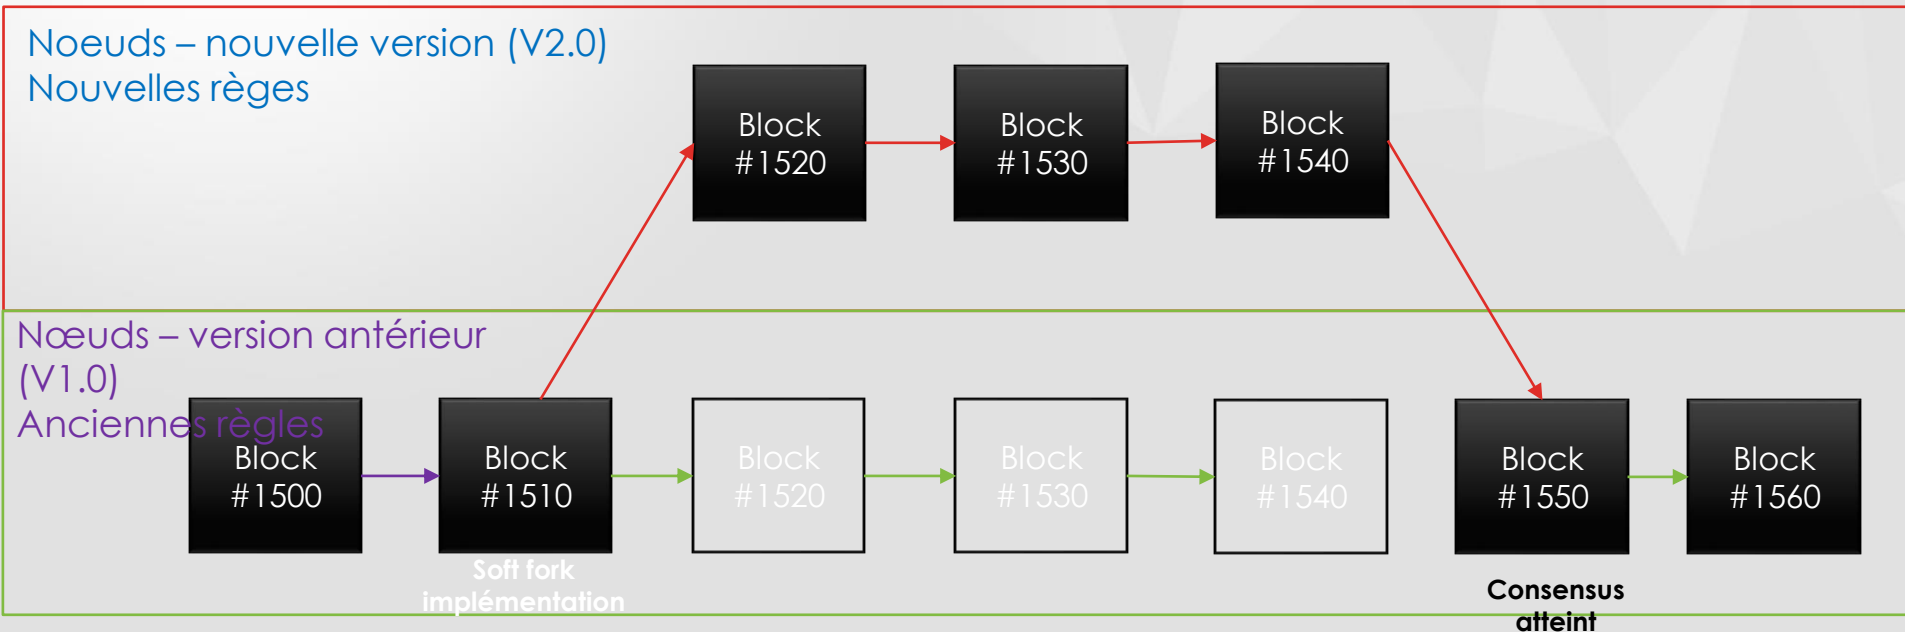 Noeuds – nouvelle version (V2.0)
Nouvelles règes
Block
#1520
Block
#1530
Block
#1540
Nœuds – version antérieur
(V1.0)
Anciennes règles
Block
#1500
Block
#1510
Block
#1520
Block
#1530
Block
#1540
Block
#1550
Block
#1560
Soft fork
implémentation
Consensus
atteint